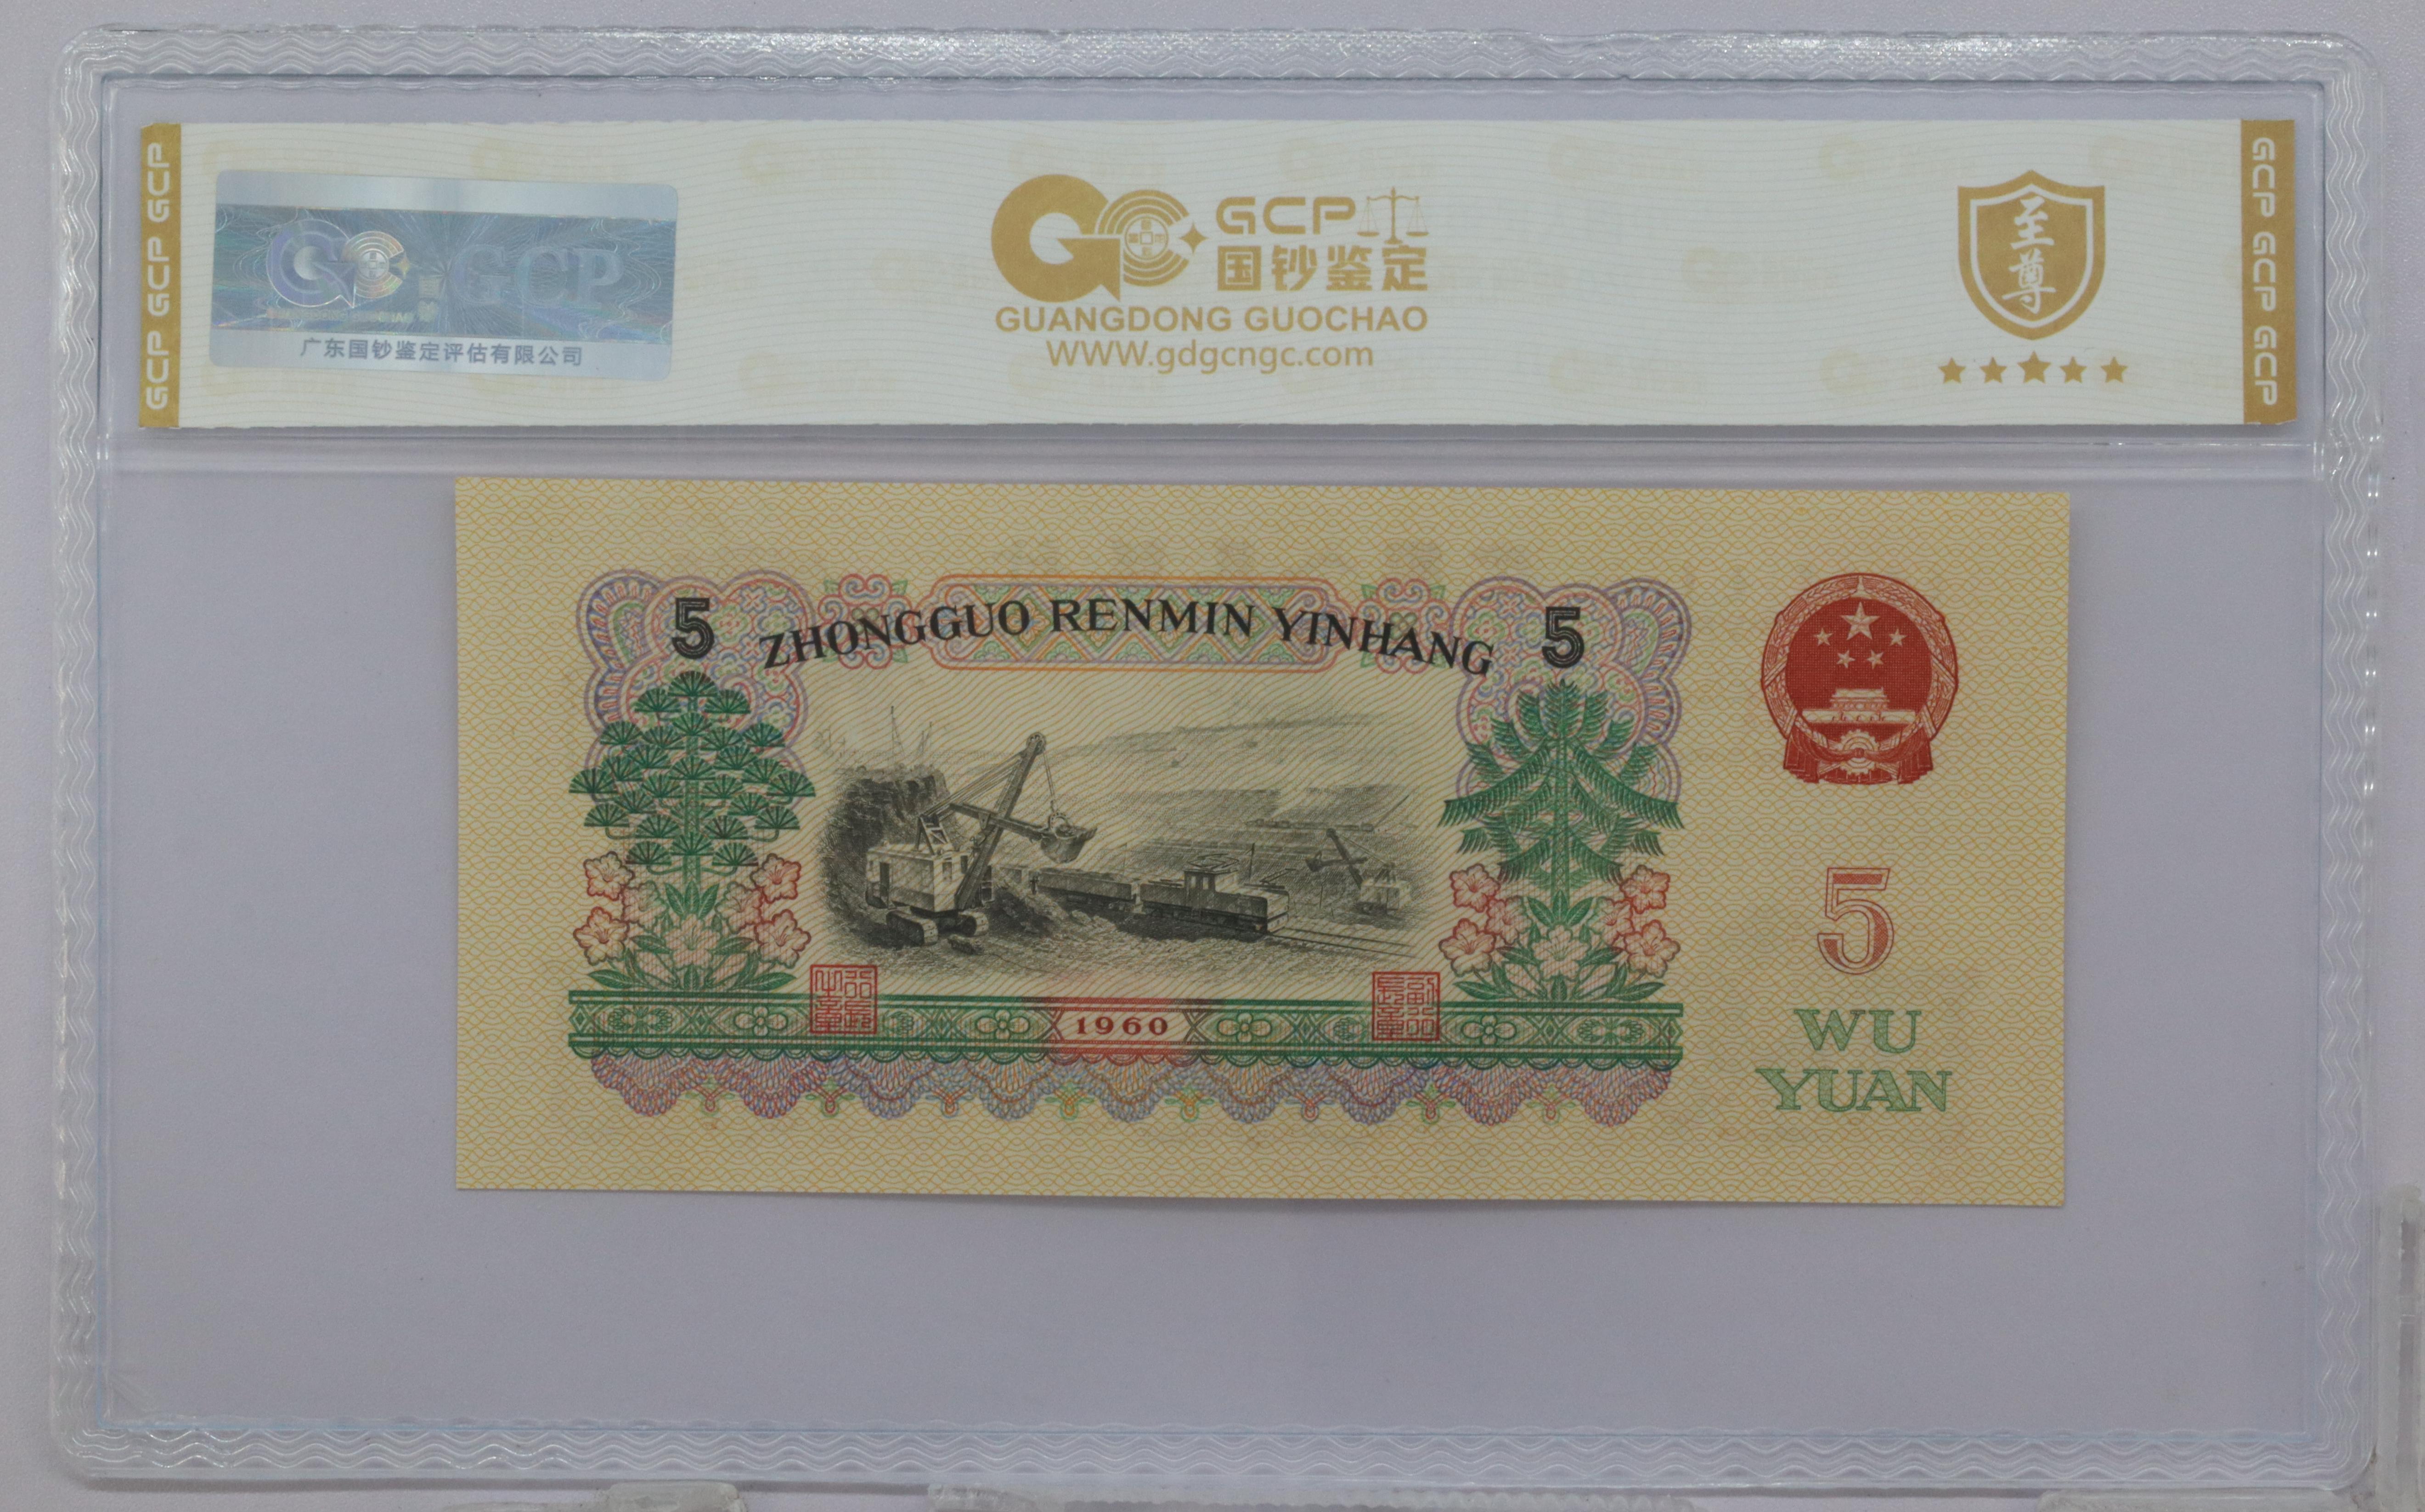 GCP GCP GCP
GCP
广东国钞鉴定评估有限公司
GCP
国钞鉴定
GUANGDONG GUOCHAO
WWW.gdgcngc.com
至尊
GCP GCP GCP
5
ZHONGGUO RENMIN YINHANG
5
1960
5
WU
YUAN